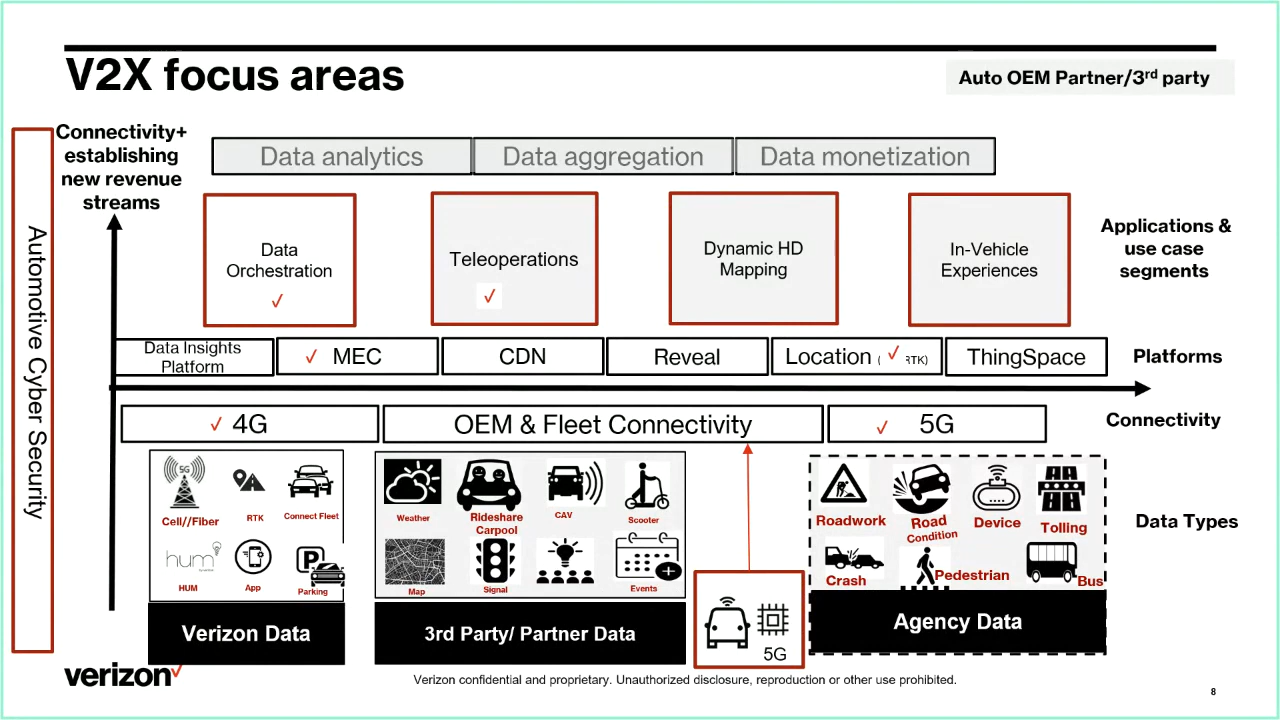 V2X focus areas
Auto OEM Partner/3rd party
Connectivity+
establishing
new revenue
streams
Data analytics
Data aggregation
Data monetization
Automotive Cyber Security
Data
Orchestration
Teleoperations
Dynamic HD
Mapping
In-Vehicle
Experiences
Applications &
use case
segments
Data Insights
Platform
MEC
CDN
Reveal
Location ( RTK)
ThingSpace
Platforms
4G
OEM & Fleet Connectivity
5G
Connectivity
5G
Cell//Fiber
RTK
Connect Fleet
hum
HUM
App
P
Parking
Weather
Rideshare
Carpool
CAV
Scooter
Map
Signal
Events
Roadwork
Road
Condition
Device
Tolling
Crash
Pedestrian
Bus
Data Types
Verizon Data
3rd Party/ Partner Data
5G
Agency Data
verizon
Verizon confidential and proprietary. Unauthorized disclosure, reproduction or other use prohibited.
8